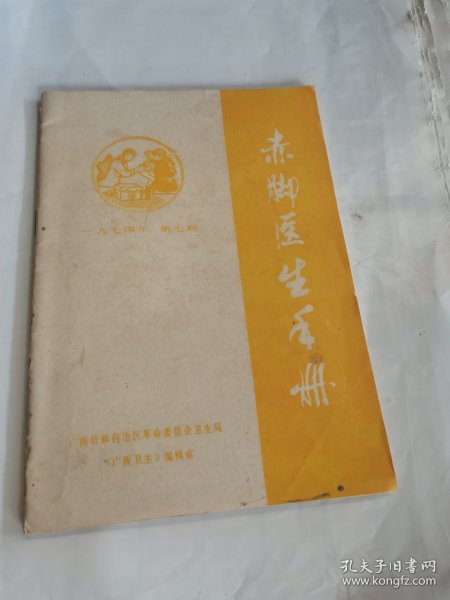 赤脚医生手册
一九七四年 第七期
广西壮族自治区革命委员会卫生局
《广西卫生》编辑室
孔夫子旧书网
www.kongfz.com